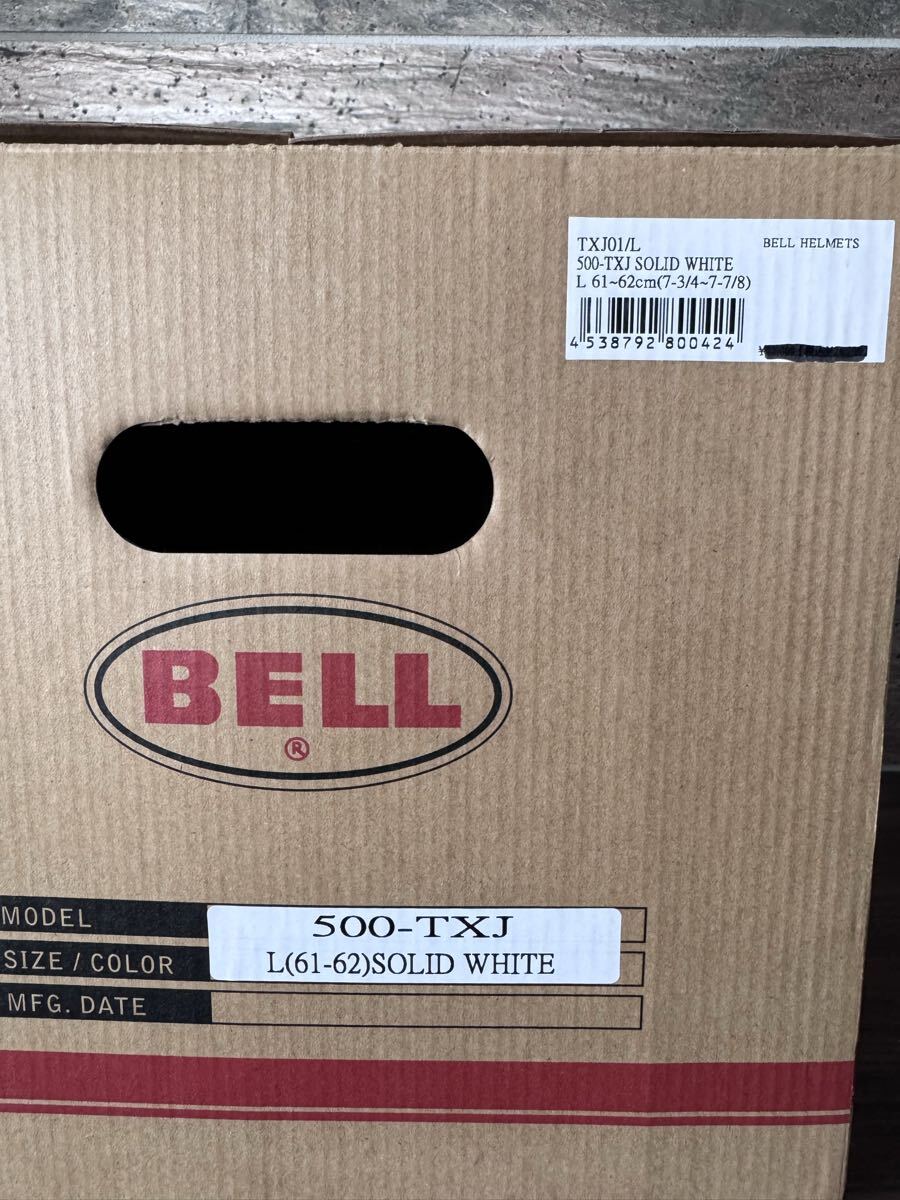 TXJ01/L
BELL HELMETS
500-TXJ SOLID WHITE
L 61~62cm(7-3/4~7-7/8)
4 538792 800424
BELL
®
MODEL
500-TXJ
SIZE / COLOR
L(61-62)SOLID WHITE
MFG. DATE